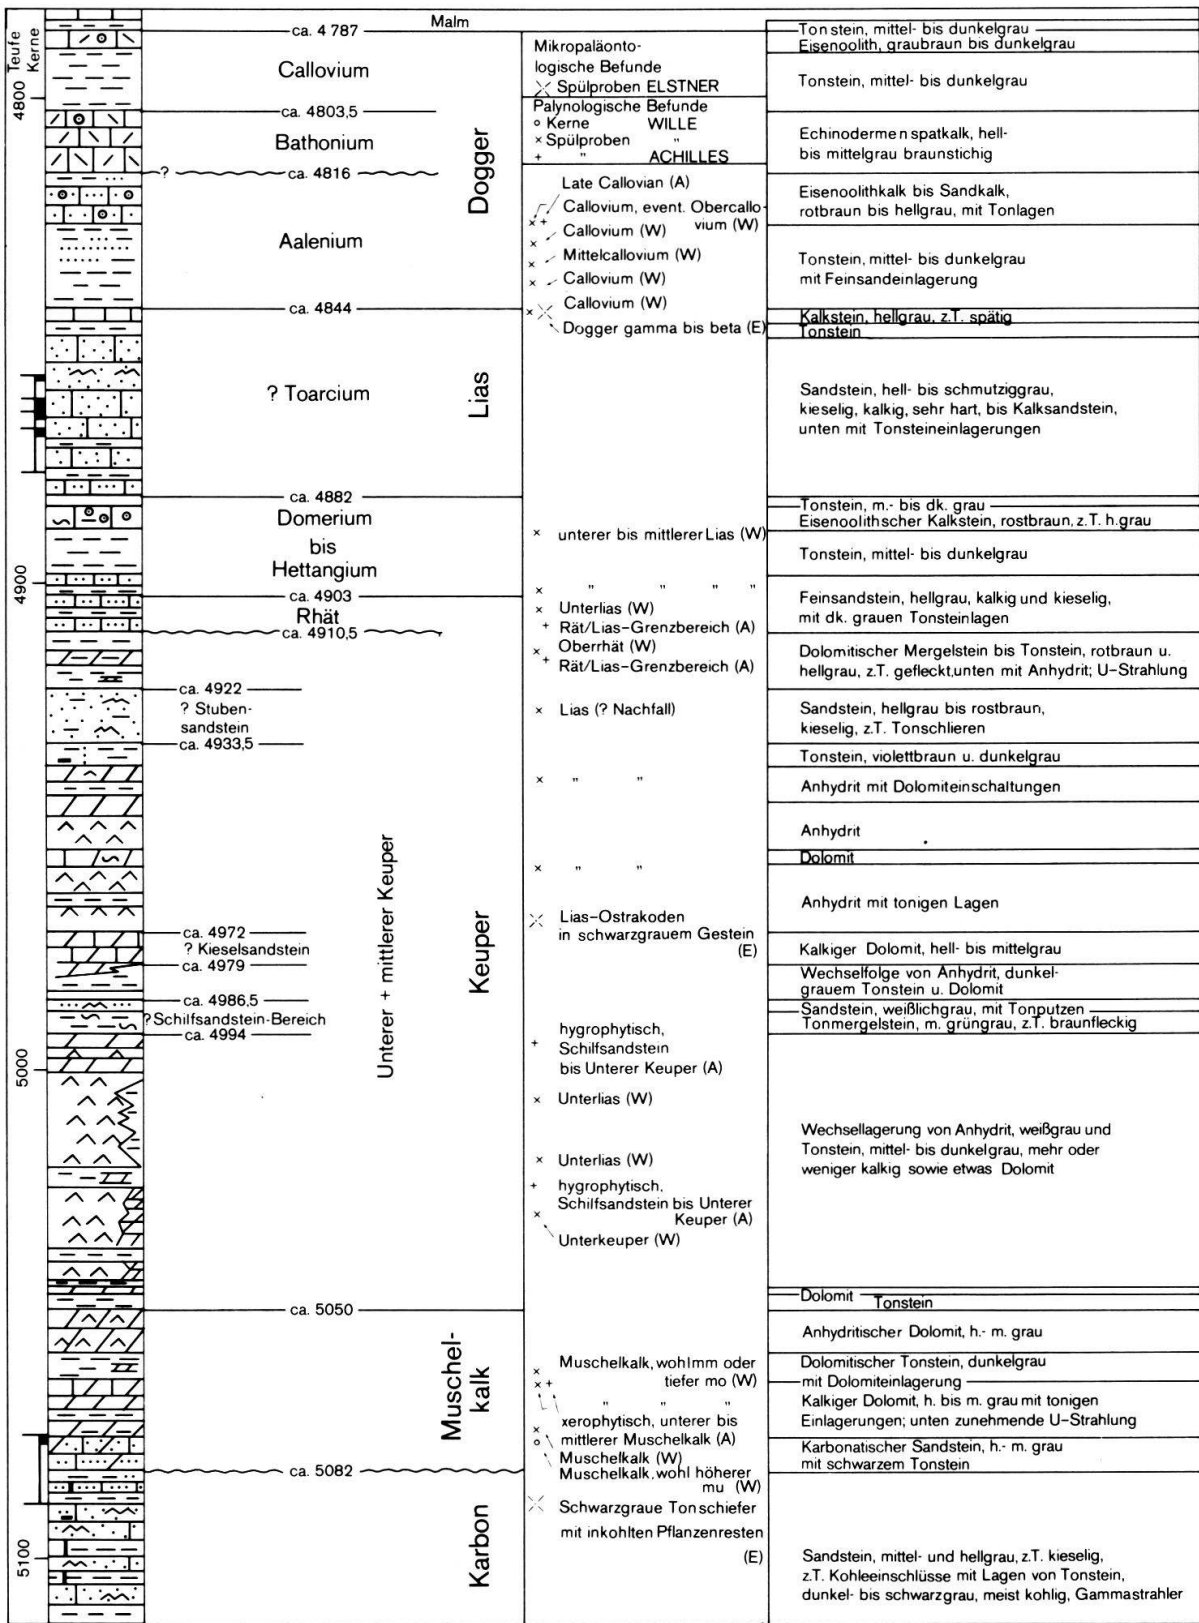 Teufe
Kerne
4800
4900
5000
5100
Malm
ca. 4 787
Callovium
ca. 4803,5
Bathonium
?
ca. 4816
Aalenium
ca. 4844
Dogger
? Toarcium
Lias
ca. 4882
Domerium
bis
Hettangium
ca. 4903
Rhät
ca. 4910,5
ca. 4922
? Stuben-
sandstein
ca. 4933,5
Unterer + mittlerer Keuper
Keuper
ca. 4972
? Kieselsandstein
ca. 4979
ca. 4986,5
? Schilfsandstein-Bereich
ca. 4994
ca. 5050
Muschel-
kalk
ca. 5082
Karbon
Mikropaläonto-
logische Befunde
Spülproben ELSTNER
Palynologische Befunde
o Kerne WILLE
× Spülproben "
+ " ACHILLES
Late Callovian (A)
Callovium, event. Obercallo-
× + vium (W)
× Callovium (W)
× Mittelcallovium (W)
× Callovium (W)
× Callovium (W)
Dogger gamma bis beta (E)
× unterer bis mittlerer Lias (W)
× " " " "
× Unterlias (W)
+ Rät/Lias-Grenzbereich (A)
× Oberrhät (W)
+ Rät/Lias-Grenzbereich (A)
× Lias (? Nachfall)
× " "
× " "
Lias-Ostrakoden
in schwarzgrauem Gestein
(E)
hygrophytisch,
+ Schilfsandstein
bis Unterer Keuper (A)
× Unterlias (W)
× Unterlias (W)
+ hygrophytisch,
Schilfsandstein bis Unterer
× Keuper (A)
Unterkeuper (W)
× Muschelkalk, wohl mm oder
× + tiefer mo (W)
" " "
× xerophytisch, unterer bis
o mittlerer Muschelkalk (A)
Muschelkalk (W)
Muschelkalk, wohl höherer
mu (W)
Schwarzgraue Tonschiefer
mit inkohlten Pflanzenresten
(E)
Tonstein, mittel- bis dunkelgrau
Eisenoolith, graubraun bis dunkelgrau
Tonstein, mittel- bis dunkelgrau
Echinodermenspatkalk, hell-
bis mittelgrau braunstichig
Eisenoolithkalk bis Sandkalk,
rotbraun bis hellgrau, mit Tonlagen
Tonstein, mittel- bis dunkelgrau
mit Feinsandeinlagerung
Kalkstein, hellgrau, z.T. spätig
Tonstein
Sandstein, hell- bis schmutziggrau,
kieselig, kalkig, sehr hart, bis Kalksandstein,
unten mit Tonsteineinlagerungen
Tonstein, m.- bis dk. grau
Eisenoolithscher Kalkstein, rostbraun, z.T. h.grau
Tonstein, mittel- bis dunkelgrau
Feinsandstein, hellgrau, kalkig und kieselig,
mit dk. grauen Tonsteinlagen
Dolomitischer Mergelstein bis Tonstein, rotbraun u.
hellgrau, z.T. gefleckt, unten mit Anhydrit; U-Strahlung
Sandstein, hellgrau bis rostbraun,
kieselig, z.T. Tonschlieren
Tonstein, violettbraun u. dunkelgrau
Anhydrit mit Dolomiteinschaltungen
Anhydrit
Dolomit
Anhydrit mit tonigen Lagen
Kalkiger Dolomit, hell- bis mittelgrau
Wechselfolge von Anhydrit, dunkel-
grauem Tonstein u. Dolomit
Sandstein, weißlichgrau, mit Tonputzen
Tonmergelstein, m. grüngrau, z.T. braunfleckig
Wechsellagerung von Anhydrit, weißgrau und
Tonstein, mittel- bis dunkelgrau, mehr oder
weniger kalkig sowie etwas Dolomit
Dolomit
Tonstein
Anhydritischer Dolomit, h.- m. grau
Dolomitischer Tonstein, dunkelgrau
mit Dolomiteinlagerung
Kalkiger Dolomit, h. bis m. grau mit tonigen
Einlagerungen; unten zunehmende U-Strahlung
Karbonatischer Sandstein, h.- m. grau
mit schwarzem Tonstein
Sandstein, mittel- und hellgrau, z.T. kieselig,
z.T. Kohleeinschlüsse mit Lagen von Tonstein,
dunkel- bis schwarzgrau, meist kohlig, Gammastrahler